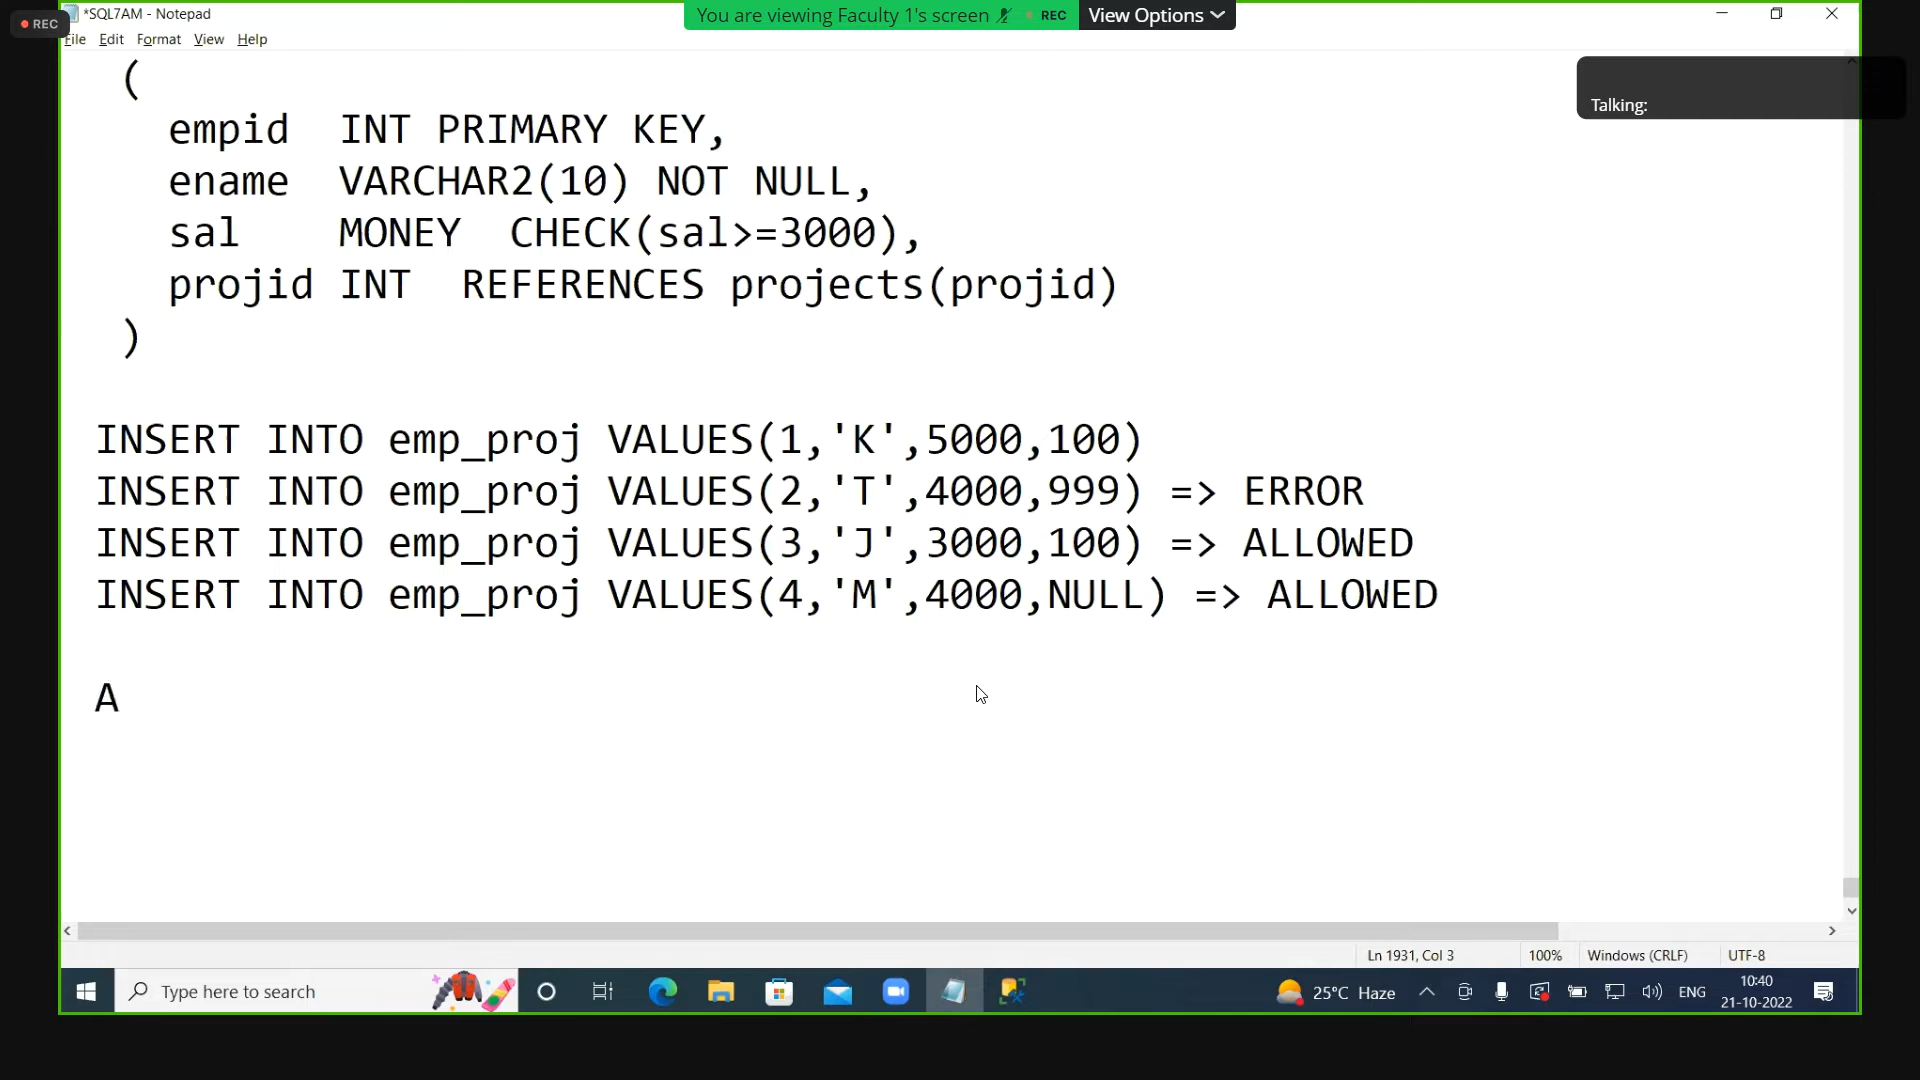 REC
*SQL7AM - Notepad
You are viewing Faculty 1's screen
REC
View Options
File Edit Format View Help
Talking:
(
empid INT PRIMARY KEY,
ename VARCHAR2(10) NOT NULL,
sal MONEY CHECK(sal>=3000),
projid INT REFERENCES projects(projid)
)
INSERT INTO emp_proj VALUES(1,'K',5000,100)
INSERT INTO emp_proj VALUES(2,'T',4000,999) => ERROR
INSERT INTO emp_proj VALUES(3,'J',3000,100) => ALLOWED
INSERT INTO emp_proj VALUES(4,'M',4000,NULL) => ALLOWED
A
Ln 1931, Col 3
100%
Windows (CRLF)
UTF-8
Type here to search
25°C Haze
ENG
10:40
21-10-2022